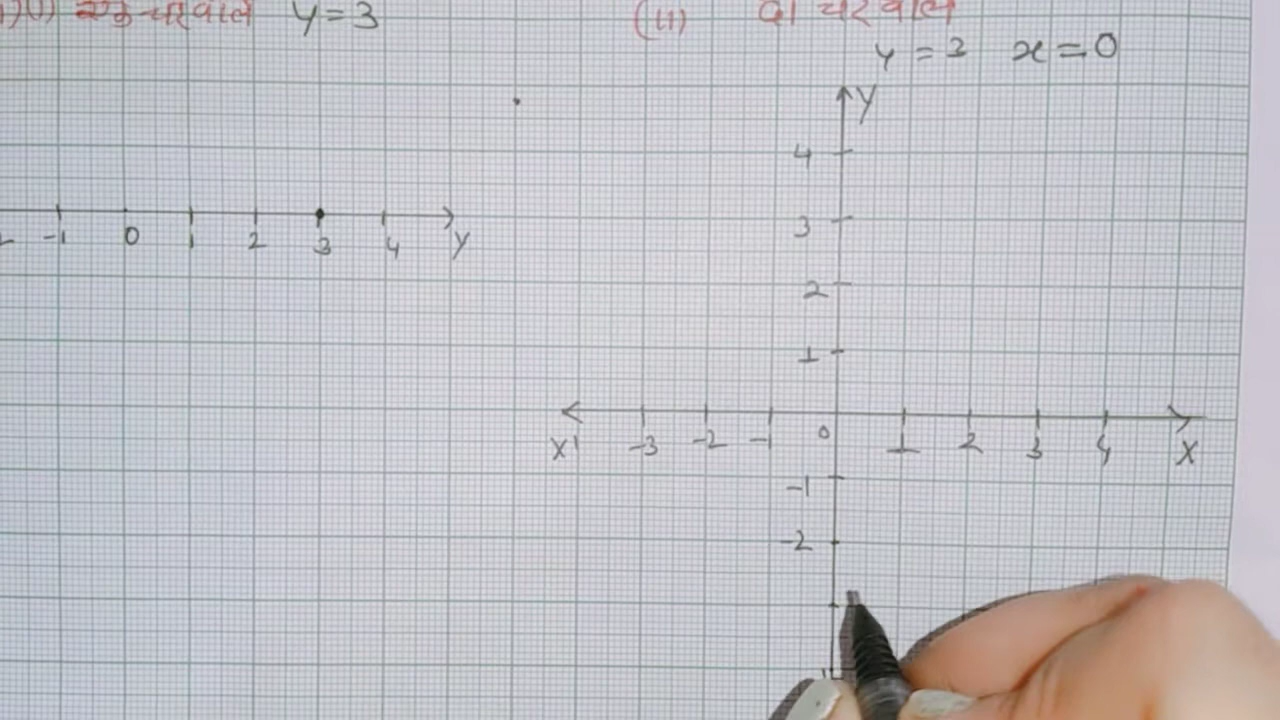 (i) एक चर वाले y=3
(ii) दो चर वाले
y = 3 x = 0
Y
4
3
2
1
-1 0 1 2 3 4 Y
X' -3 -2 -1 0 1 2 3 4 X
-1
-2